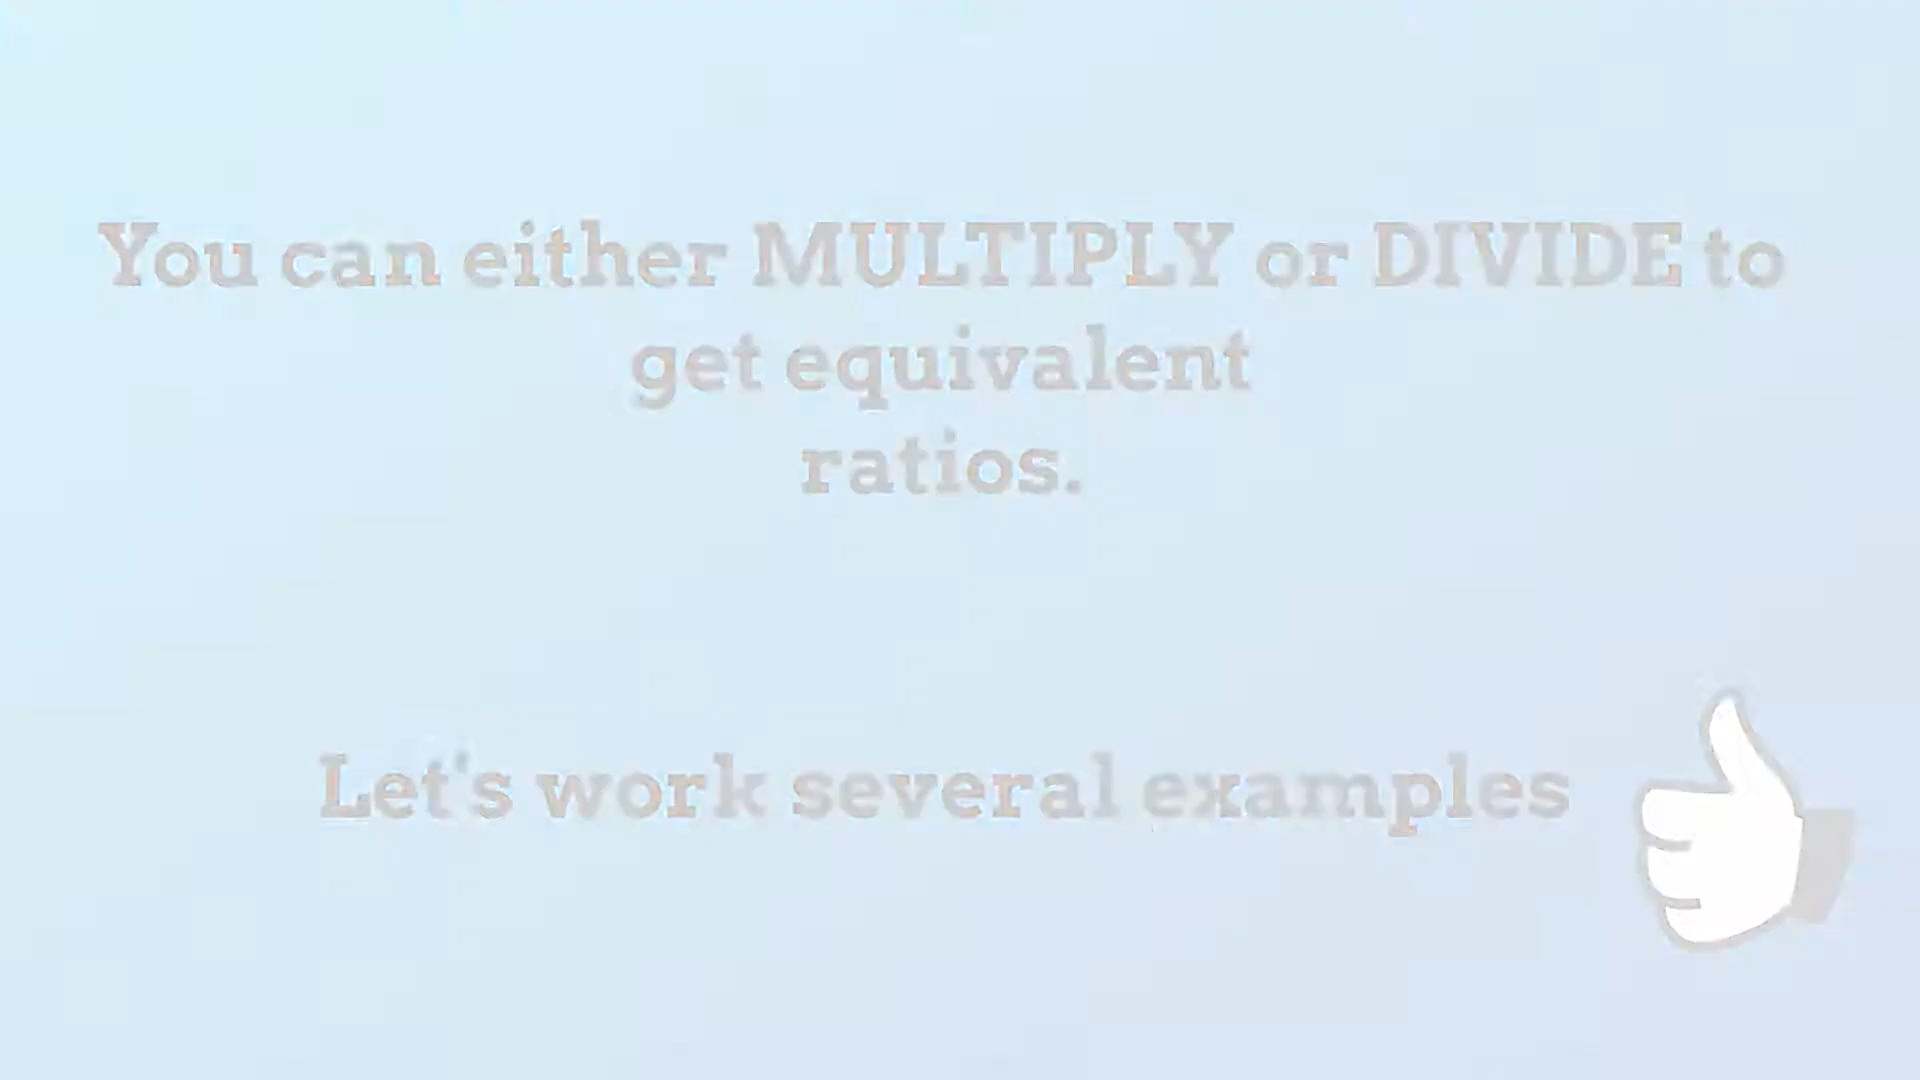 You can either MULTIPLY or DIVIDE to
get equivalent
ratios.
Let's work several examples